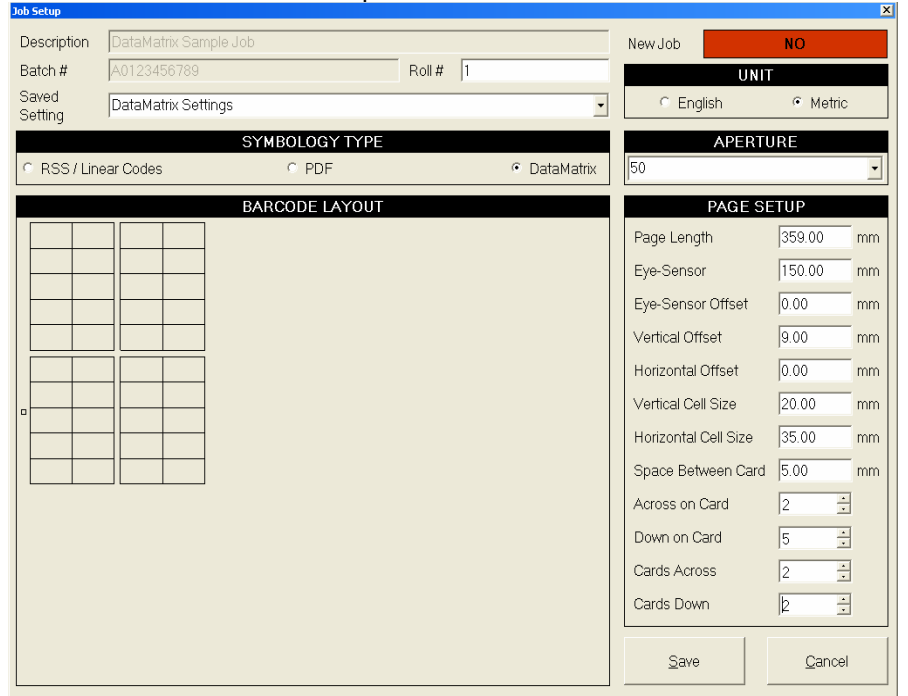 Job Setup
Description DataMatrix Sample Job
Batch # A0123456789 Roll # 1
Saved Setting DataMatrix Settings
New Job NO
UNIT
English Metric
SYMBOLOGY TYPE
RSS / Linear Codes PDF DataMatrix
APERTURE
50
BARCODE LAYOUT
PAGE SETUP
Page Length 359.00 mm
Eye-Sensor 150.00 mm
Eye-Sensor Offset 0.00 mm
Vertical Offset 9.00 mm
Horizontal Offset 0.00 mm
Vertical Cell Size 20.00 mm
Horizontal Cell Size 35.00 mm
Space Between Card 5.00 mm
Across on Card 2
Down on Card 5
Cards Across 2
Cards Down 2
Save Cancel